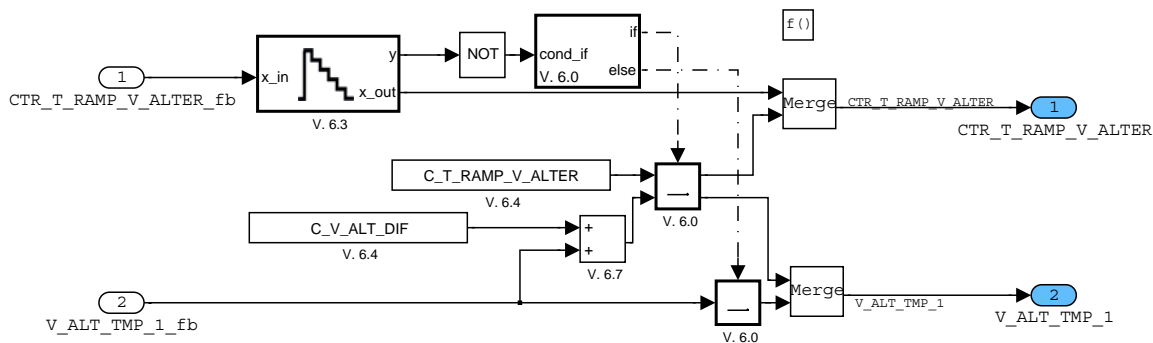 f()
if
y
NOT
cond_if
1
x_in
V. 6.0
else
CTR_T_RAMP_V_ALTER_fb
x_out
Merge
CTR_T_RAMP_V_ALTER
1
V. 6.3
CTR_T_RAMP_V_ALTER
C_T_RAMP_V_ALTER
V. 6.4
V. 6.0
C_V_ALT_DIF
+
+
V. 6.4
V. 6.7
2
Merge
2
V_ALT_TMP_1_fb
V_ALT_TMP_1
V_ALT_TMP_1
V. 6.0